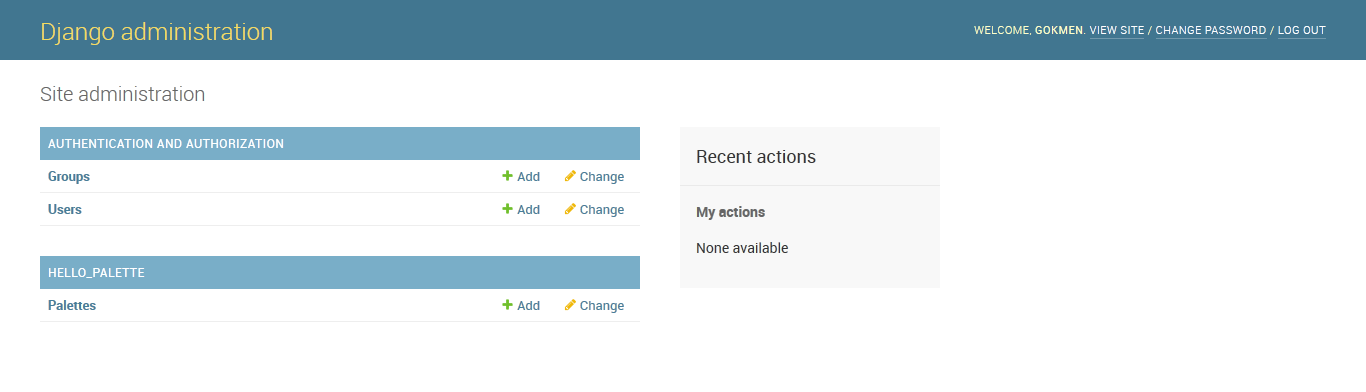 Django administration
WELCOME, GOKMEN. VIEW SITE / CHANGE PASSWORD / LOG OUT
Site administration
AUTHENTICATION AND AUTHORIZATION
Groups Add Change
Users Add Change
HELLO_PALETTE
Palettes Add Change
Recent actions
My actions
None available